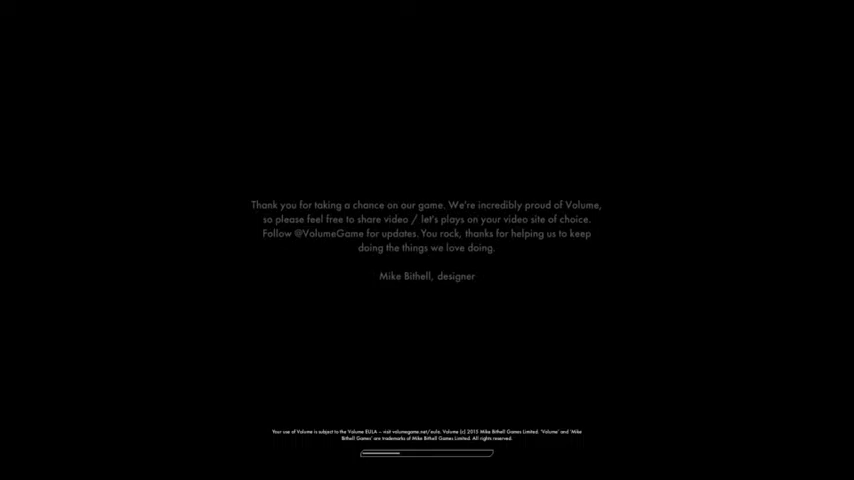 Thank you for taking a chance on our game. We're incredibly proud of Volume,
so please feel free to share video / let's plays on your video site of choice.
Follow @VolumeGame for updates. You rock, thanks for helping us to keep
doing the things we love doing.
Mike Bithell, designer
Your use of Volume is subject to the Volume EULA – visit volumegame.net/eula. Volume (c) 2015 Mike Bithell Games Limited. 'Volume' and 'Mike
Bithell Games' are trademarks of Mike Bithell Games Limited. All rights reserved.